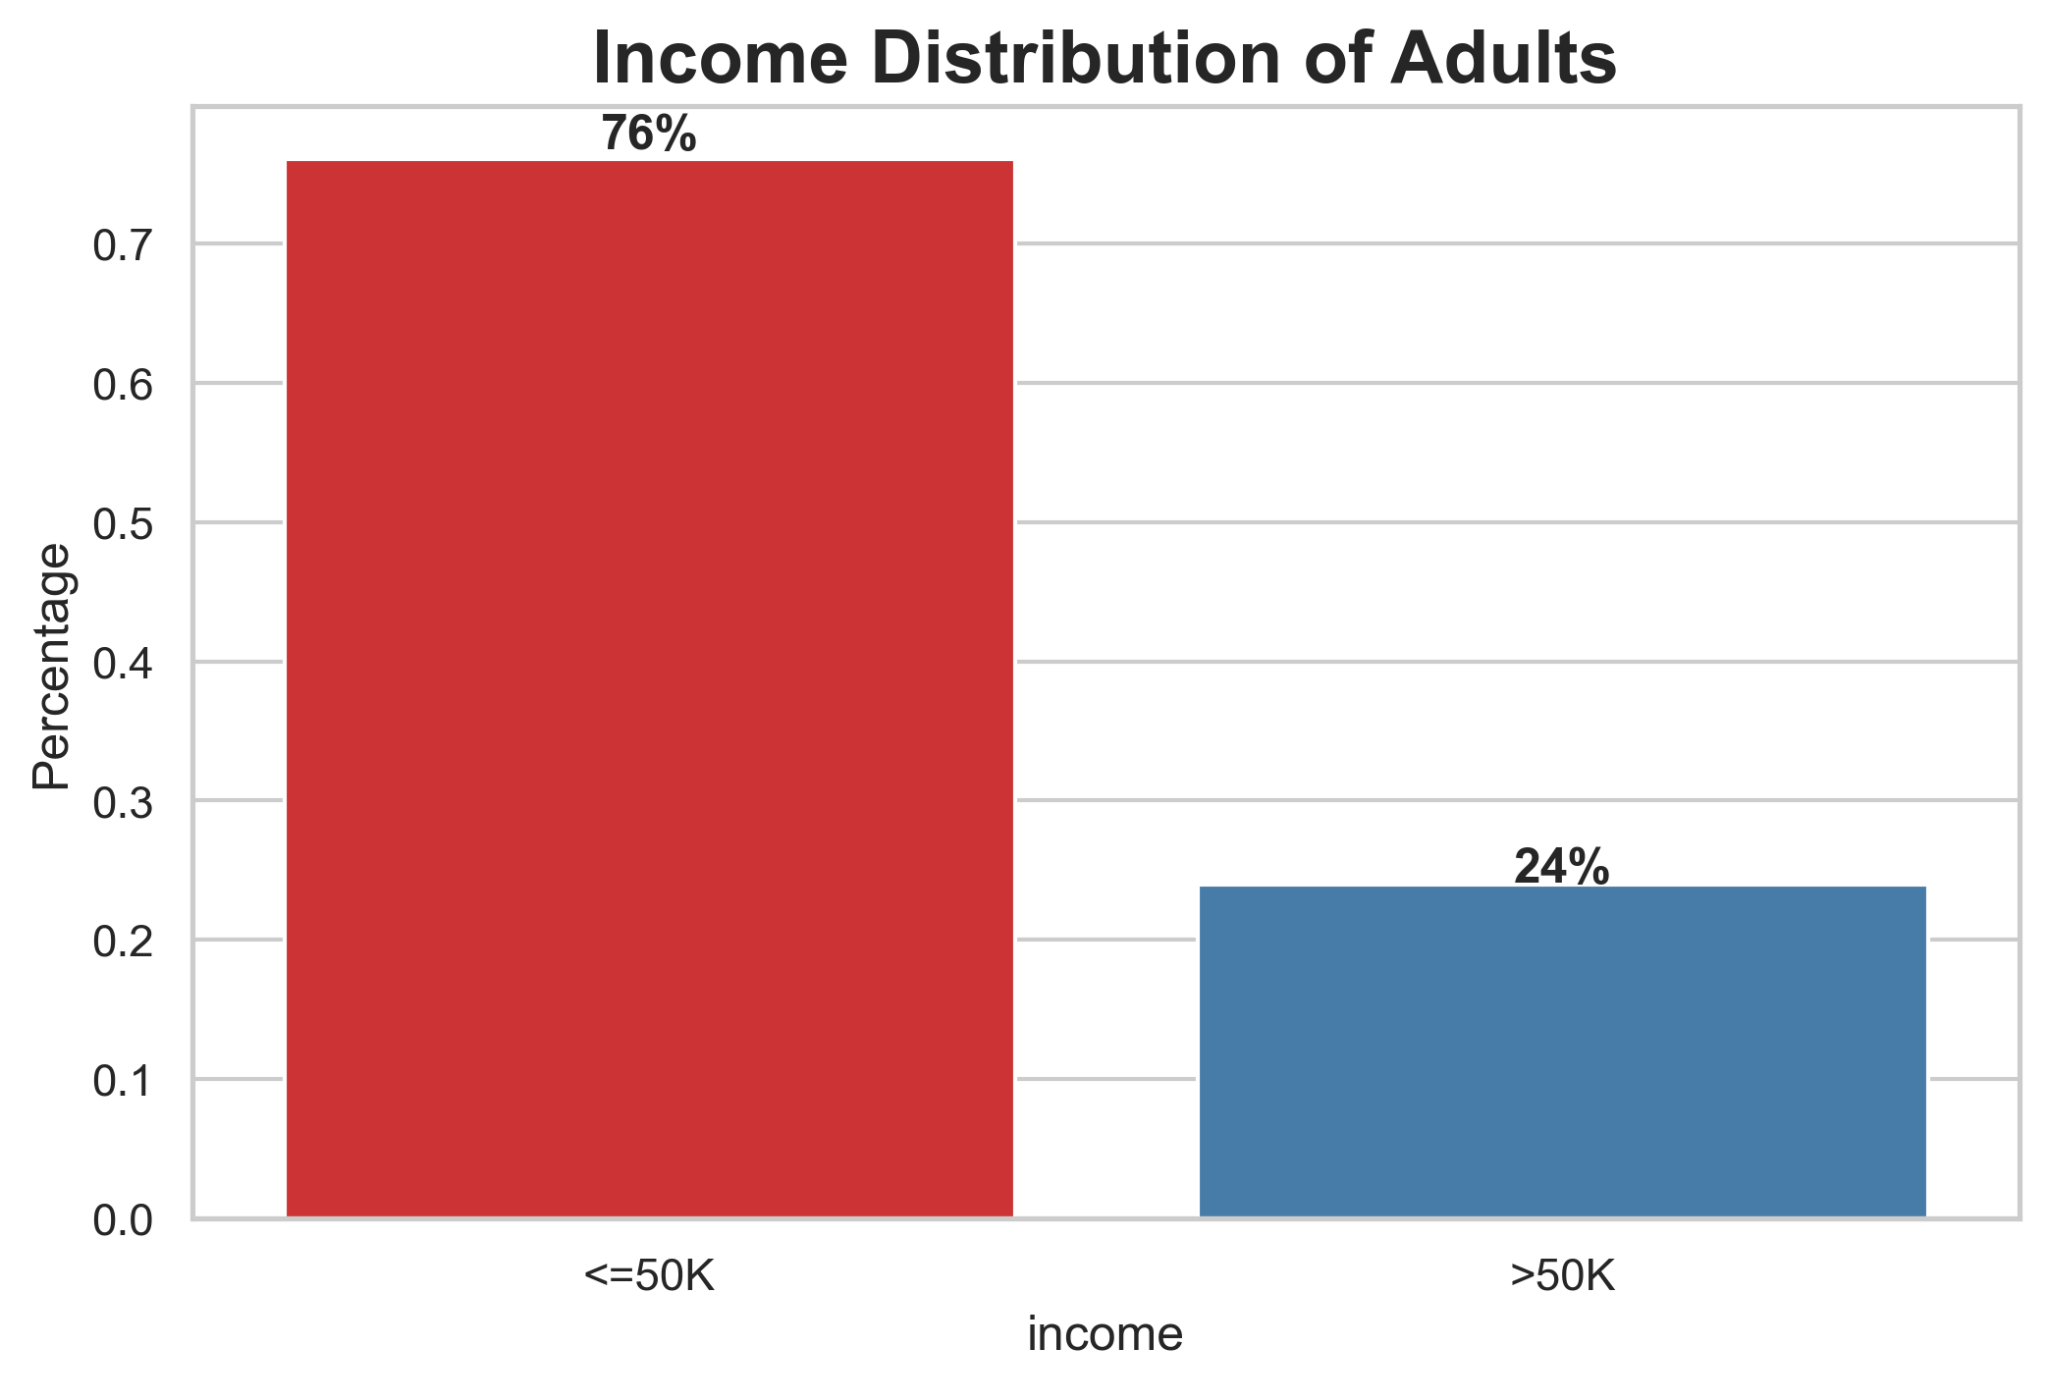 Income Distribution of Adults
76%
0.7
0.6
0.5
0.4
0.3
0.2
0.1
0.0
Percentage
24%
<=50K
>50K
income